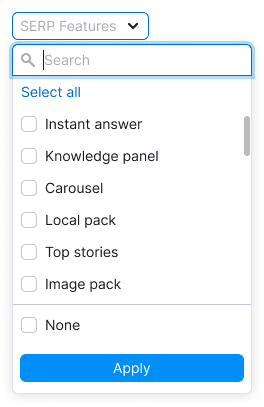 SERP Features
Search
Select all
Instant answer
Knowledge panel
Carousel
Local pack
Top stories
Image pack
None
Apply